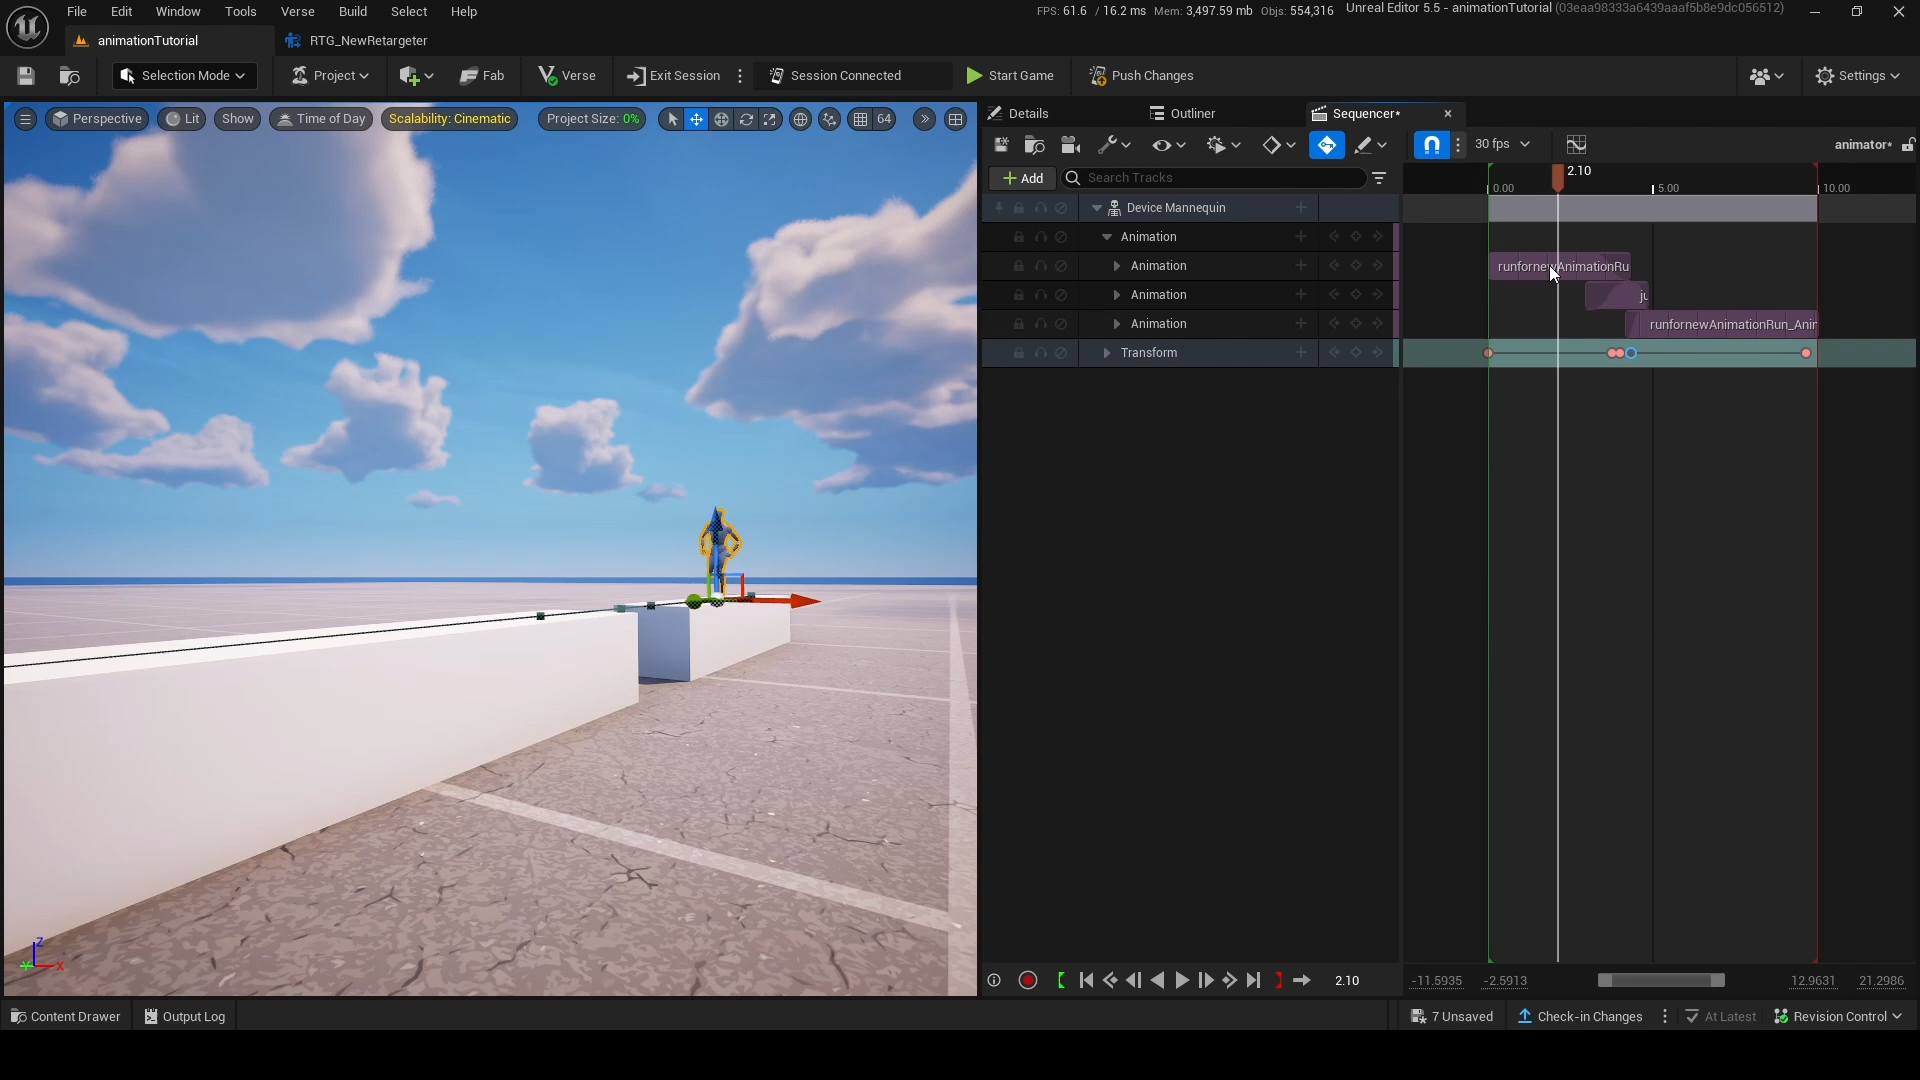 File Edit Window Tools Verse Build Select Help
FPS: 61.6 / 16.2 ms Mem: 3,497.59 mb Objs: 554,316 Unreal Editor 5.5 - animationTutorial (03eaa98333a6439aaaf5b8e9dc056512)
animationTutorial RTG_NewRetargeter
Selection Mode Project Fab Verse Exit Session Session Connected Start Game Push Changes Settings
Perspective Lit Show Time of Day Scalability: Cinematic Project Size: 0% 64
Details Outliner Sequencer*
30 fps animator*
Add Search Tracks
2.10
0.00 5.00 10.00
Device Mannequin
Animation
Animation runfornewAnimationRu
Animation ju
Animation runfornewAnimationRun_Anir
Transform
Z
Y X
2.10 -11.5935 -2.5913 12.9631 21.2986
Content Drawer Output Log 7 Unsaved Check-in Changes At Latest Revision Control